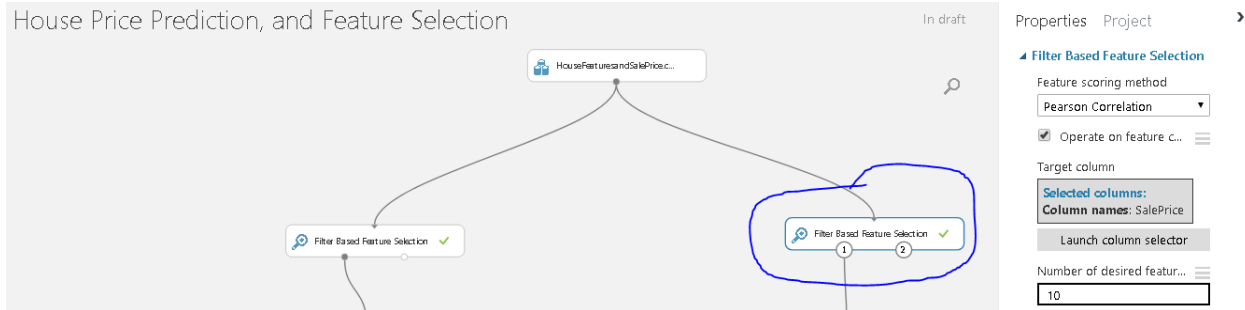 House Price Prediction, and Feature Selection
In draft
HouseFeaturesandSalePrice.c...
Filter Based Feature Selection
Filter Based Feature Selection
1 2
Properties Project
Filter Based Feature Selection
Feature scoring method
Pearson Correlation
Operate on feature c...
Target column
Selected columns:
Column names: SalePrice
Launch column selector
Number of desired featur...
10